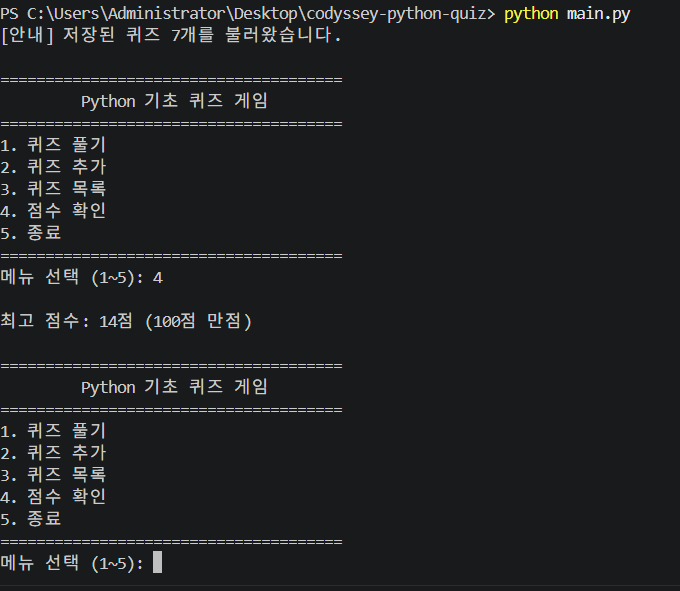 PS C:\Users\Administrator\Desktop\codyssey-python-quiz> python main.py
[안내] 저장된 퀴즈 7개를 불러왔습니다.
======================================
Python 기초 퀴즈 게임
======================================
1. 퀴즈 풀기
2. 퀴즈 추가
3. 퀴즈 목록
4. 점수 확인
5. 종료
======================================
메뉴 선택 (1~5): 4
최고 점수: 14점 (100점 만점)
======================================
Python 기초 퀴즈 게임
======================================
1. 퀴즈 풀기
2. 퀴즈 추가
3. 퀴즈 목록
4. 점수 확인
5. 종료
======================================
메뉴 선택 (1~5):